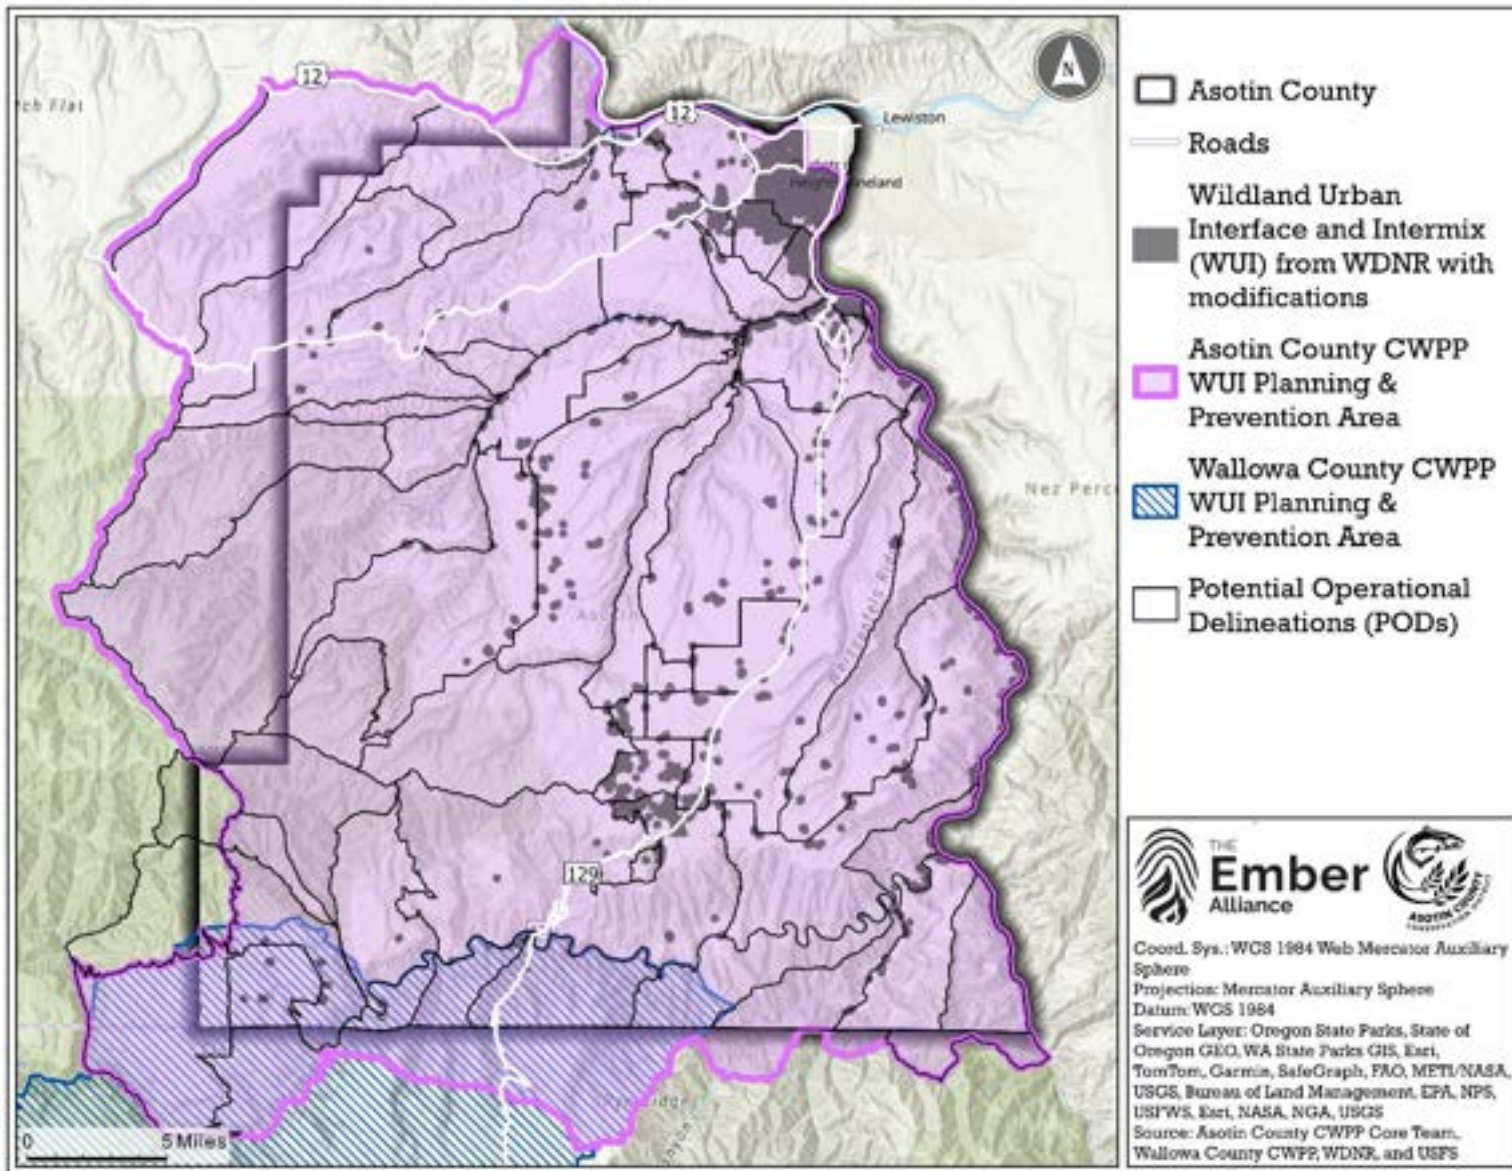 12
12
N
Lewiston
Nez Perce
129
0 5 Miles
Asotin County
Roads
Wildland Urban
Interface and Intermix
(WUI) from WDNR with
modifications
Asotin County CWPP
WUI Planning &
Prevention Area
Wallowa County CWPP
WUI Planning &
Prevention Area
Potential Operational
Delineations (PODs)
THE
Ember
Alliance
ASOTIN COUNTY
CONSERVATION DISTRICT
Coord. Sys.: WGS 1984 Web Mercator Auxiliary
Sphere
Projection: Mercator Auxiliary Sphere
Datum: WGS 1984
Service Layer: Oregon State Parks, State of
Oregon GEO, WA State Parks GIS, Esri,
TomTom, Garmin, SafeGraph, FAO, METI/NASA,
USGS, Bureau of Land Management, EPA, NPS,
USFWS, Esri, NASA, NGA, USGS
Source: Asotin County CWPP Core Team,
Wallowa County CWPP, WDNR, and USFS